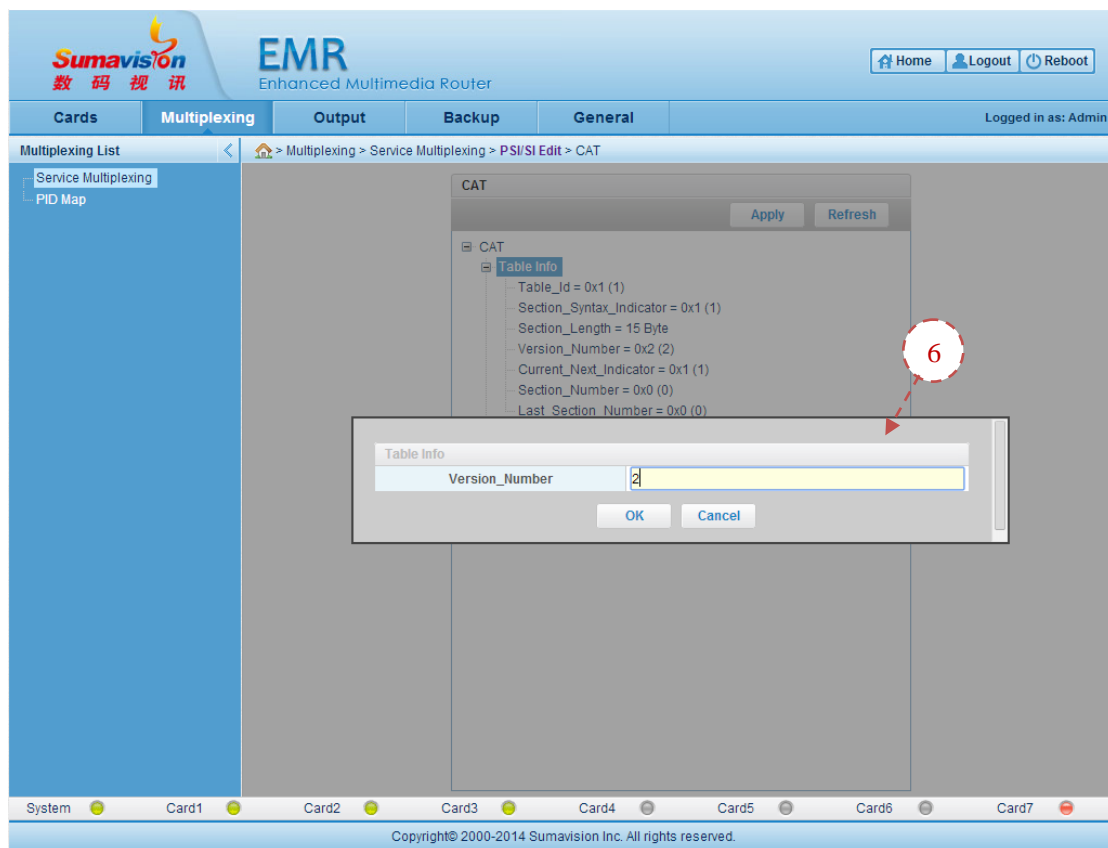 Sumavision
数 码 视 讯
EMR
Enhanced Multimedia Router
Home Logout Reboot
Cards Multiplexing Output Backup General Logged in as: Admin
Multiplexing List > Multiplexing > Service Multiplexing > PSI/SI Edit > CAT
Service Multiplexing
PID Map
CAT
Apply Refresh
CAT
Table Info
Table_Id = 0x1 (1)
Section_Syntax_Indicator = 0x1 (1)
Section_Length = 15 Byte
Version_Number = 0x2 (2)
Current_Next_Indicator = 0x1 (1)
Section_Number = 0x0 (0)
Last_Section_Number = 0x0 (0)
6
Table Info
Version_Number 2
OK Cancel
System Card1 Card2 Card3 Card4 Card5 Card6 Card7
Copyright© 2000-2014 Sumavision Inc. All rights reserved.